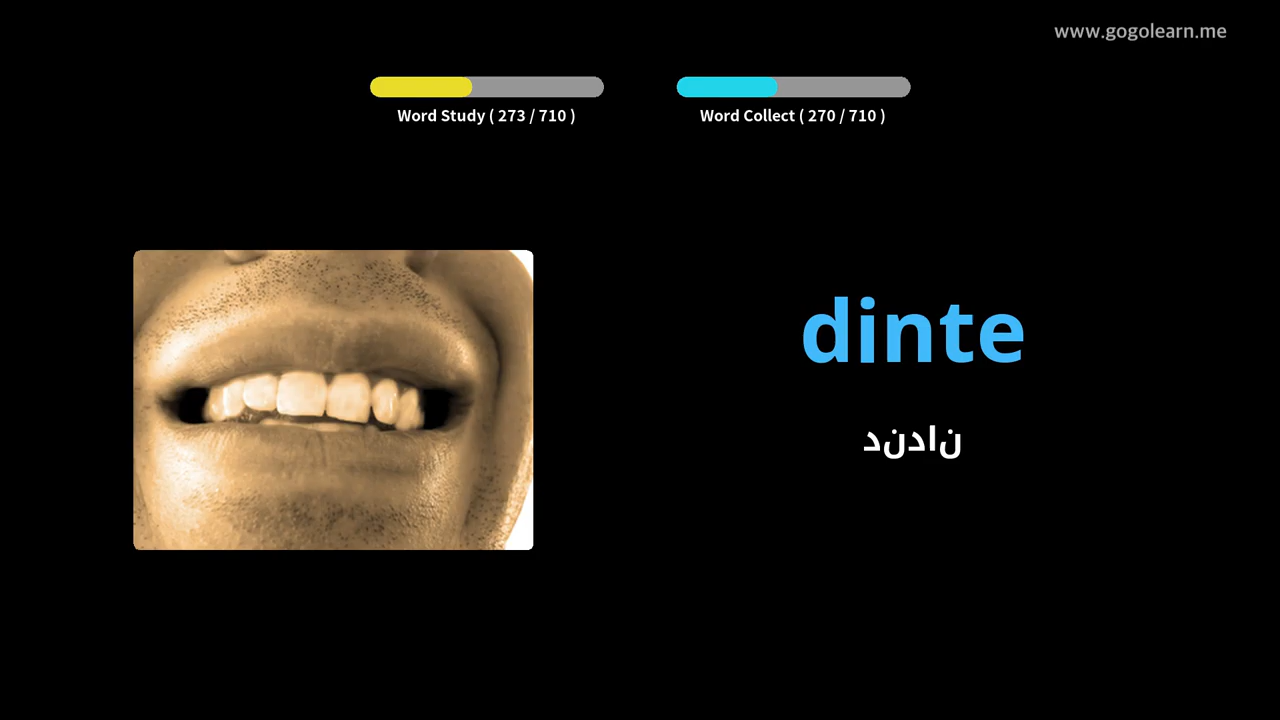 www.gogolearn.me
Word Study ( 273 / 710 )
Word Collect ( 270 / 710 )
dinte
نادند